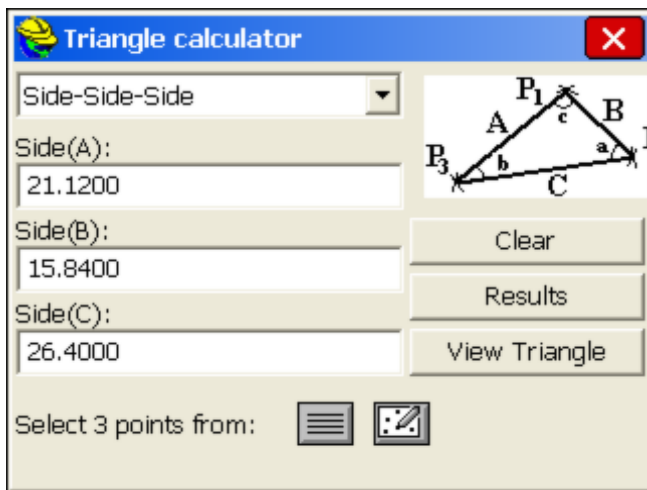 Triangle calculator
Side-Side-Side
Side(A):
21.1200
Side(B):
15.8400
Side(C):
26.4000
Select 3 points from:
P1
A
c
B
a
P3
b
C
Clear
Results
View Triangle